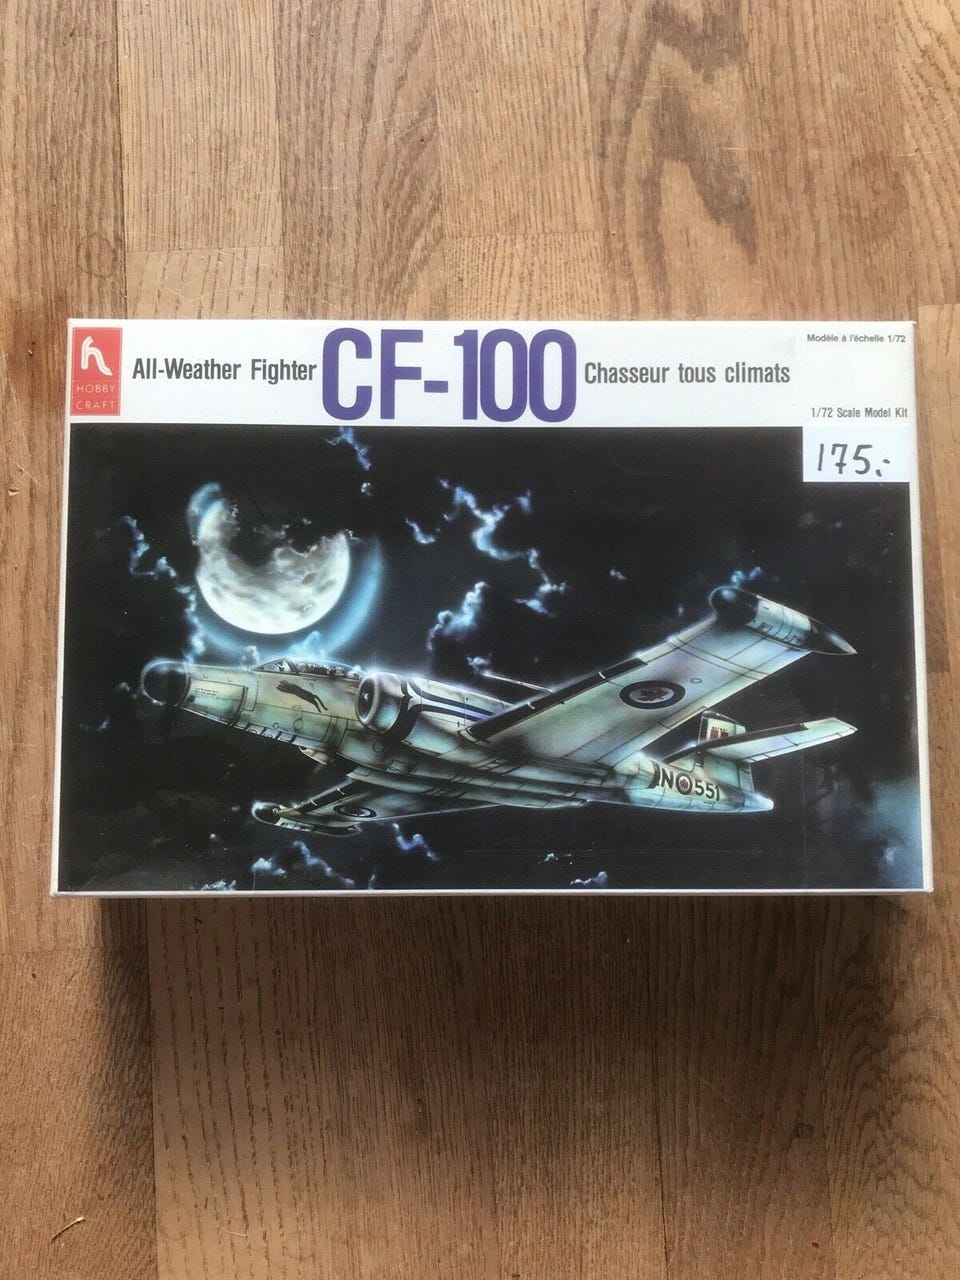 HOBBY
CRAFT
All-Weather Fighter CF-100 Chasseur tous climats
Modèle à l'échelle 1/72
1/72 Scale Model Kit
175.-
N 551